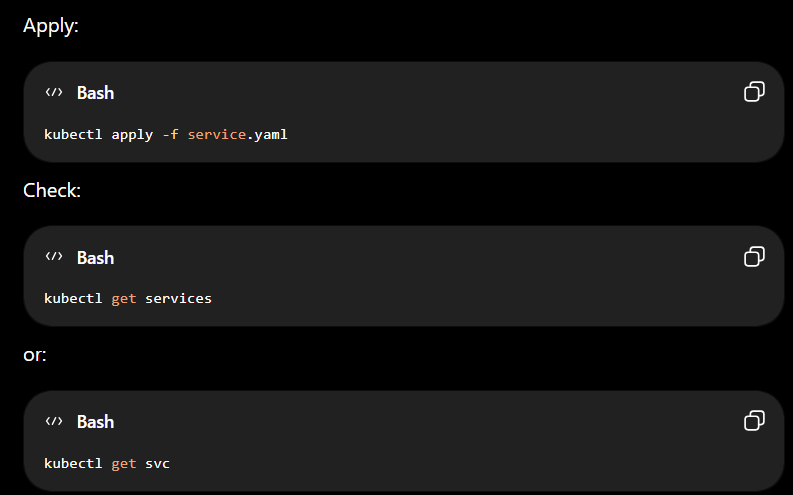 Apply:
Bash
kubectl apply -f service.yaml
Check:
Bash
kubectl get services
or:
Bash
kubectl get svc